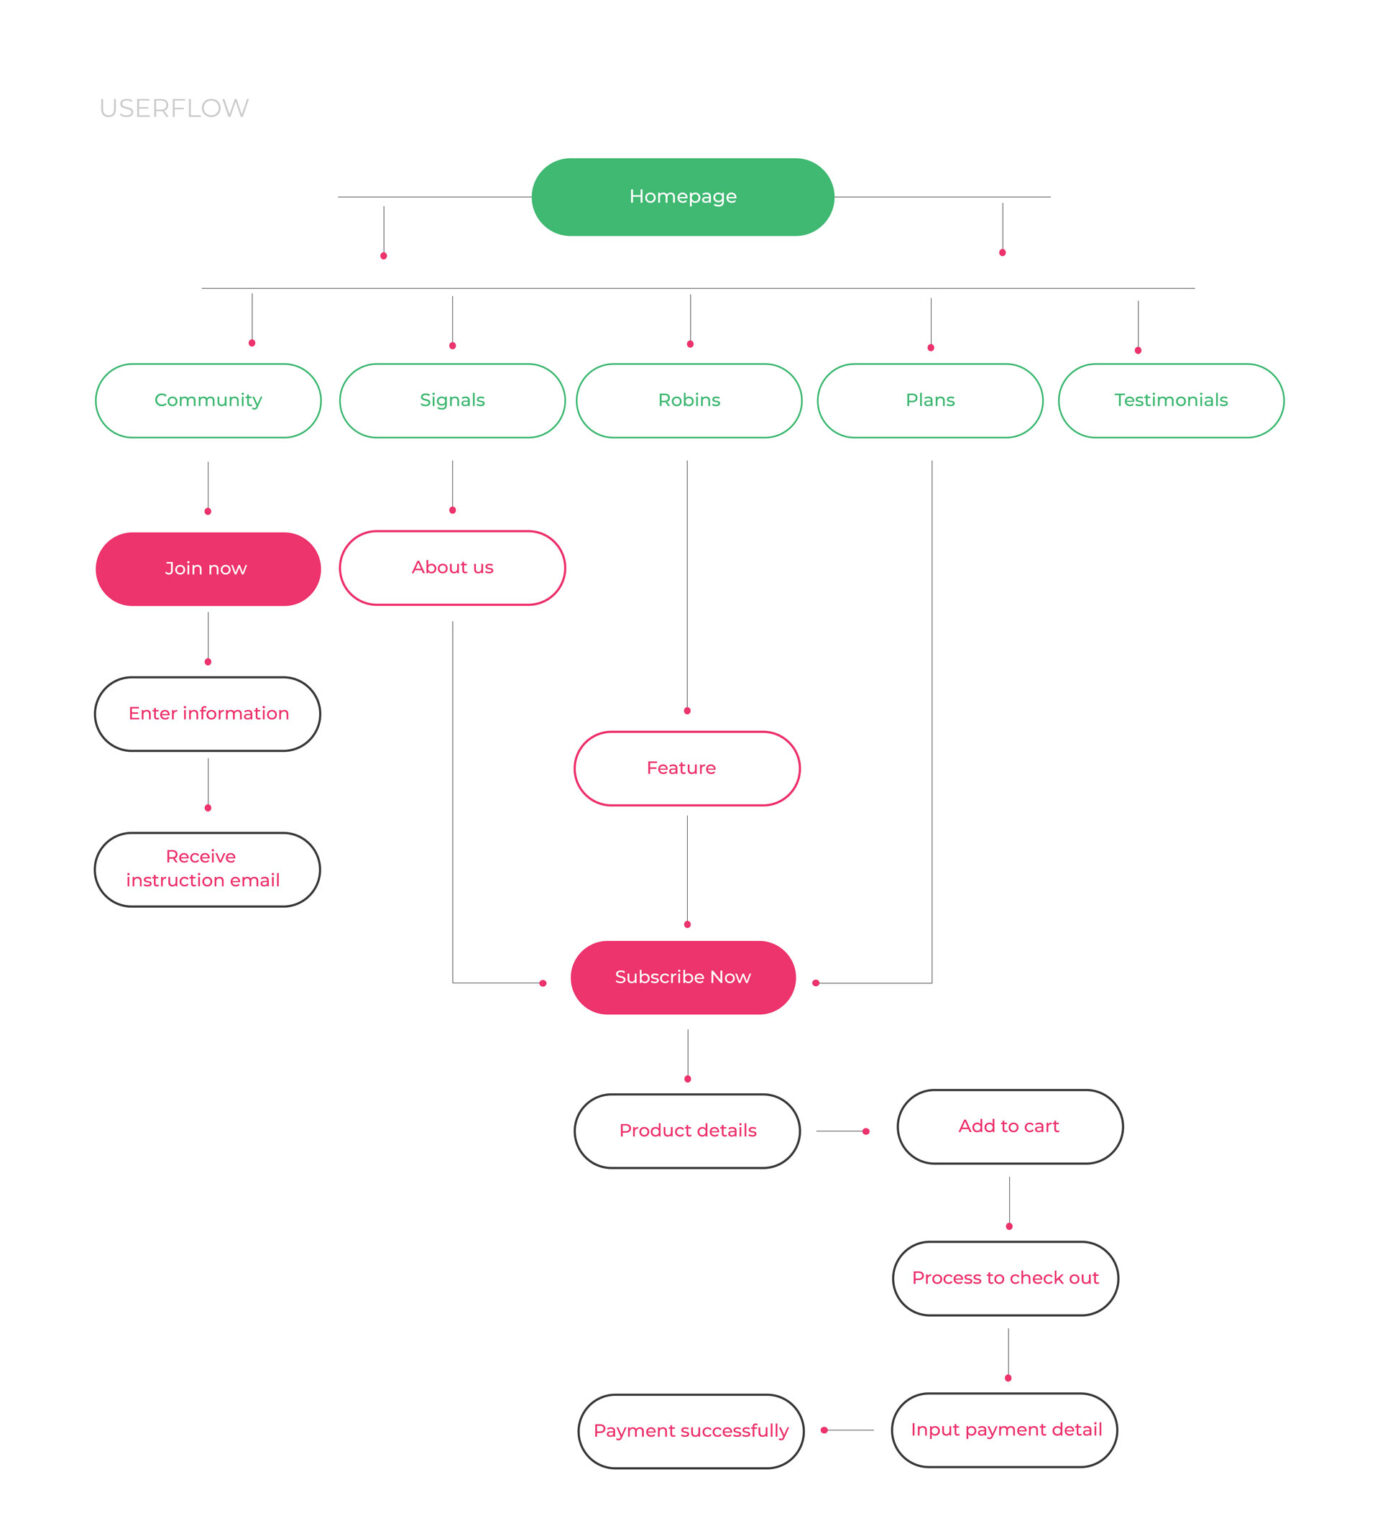 USERFLOW
Homepage
Community
Signals
Robins
Plans
Testimonials
Join now
About us
Enter information
Feature
Receive
instruction email
Subscribe Now
Product details
Add to cart
Process to check out
Input payment detail
Payment successfully